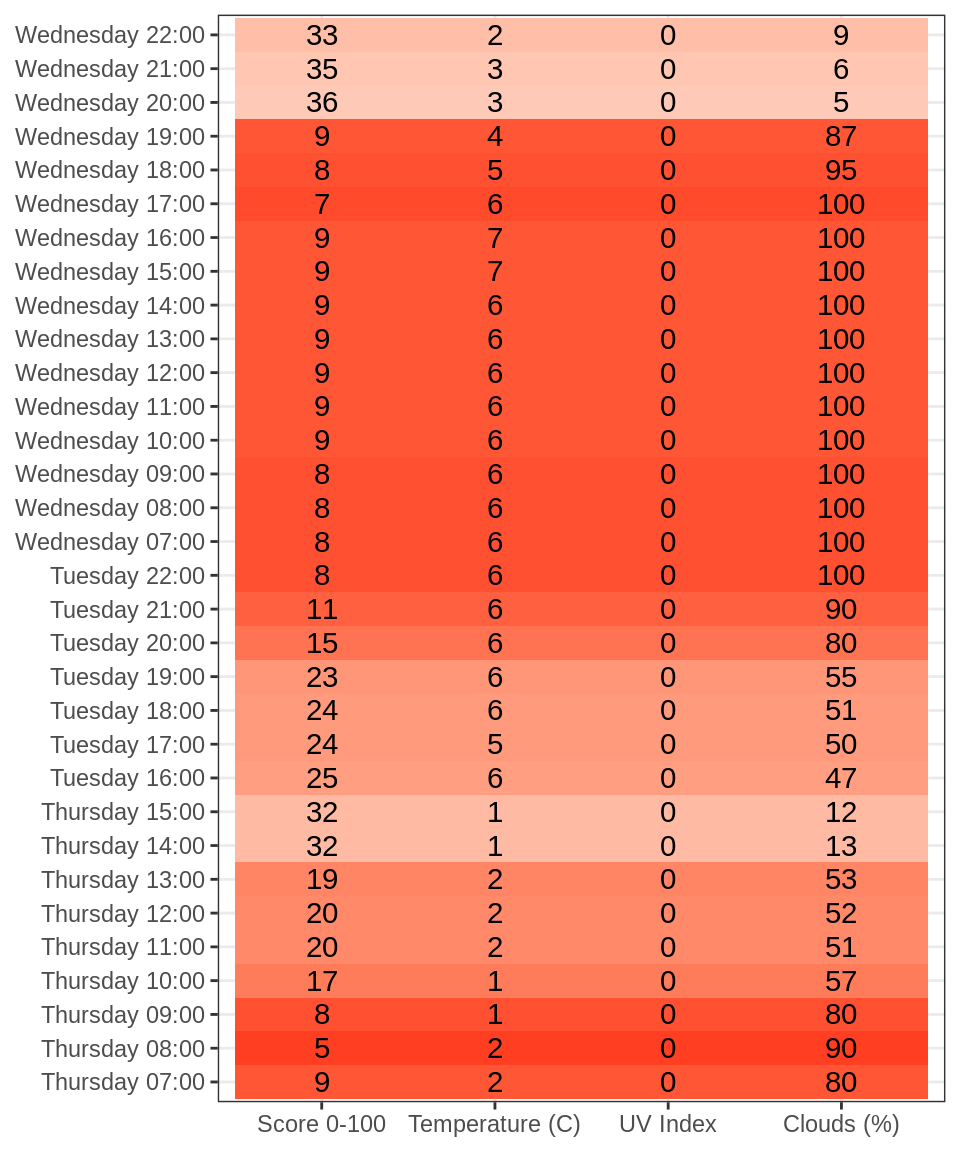 Wednesday 22:00 33 2 0 9
Wednesday 21:00 35 3 0 6
Wednesday 20:00 36 3 0 5
Wednesday 19:00 9 4 0 87
Wednesday 18:00 8 5 0 95
Wednesday 17:00 7 6 0 100
Wednesday 16:00 9 7 0 100
Wednesday 15:00 9 7 0 100
Wednesday 14:00 9 6 0 100
Wednesday 13:00 9 6 0 100
Wednesday 12:00 9 6 0 100
Wednesday 11:00 9 6 0 100
Wednesday 10:00 9 6 0 100
Wednesday 09:00 8 6 0 100
Wednesday 08:00 8 6 0 100
Wednesday 07:00 8 6 0 100
Tuesday 22:00 8 6 0 100
Tuesday 21:00 11 6 0 90
Tuesday 20:00 15 6 0 80
Tuesday 19:00 23 6 0 55
Tuesday 18:00 24 6 0 51
Tuesday 17:00 24 5 0 50
Tuesday 16:00 25 6 0 47
Thursday 15:00 32 1 0 12
Thursday 14:00 32 1 0 13
Thursday 13:00 19 2 0 53
Thursday 12:00 20 2 0 52
Thursday 11:00 20 2 0 51
Thursday 10:00 17 1 0 57
Thursday 09:00 8 1 0 80
Thursday 08:00 5 2 0 90
Thursday 07:00 9 2 0 80
Score 0-100 Temperature (C) UV Index Clouds (%)